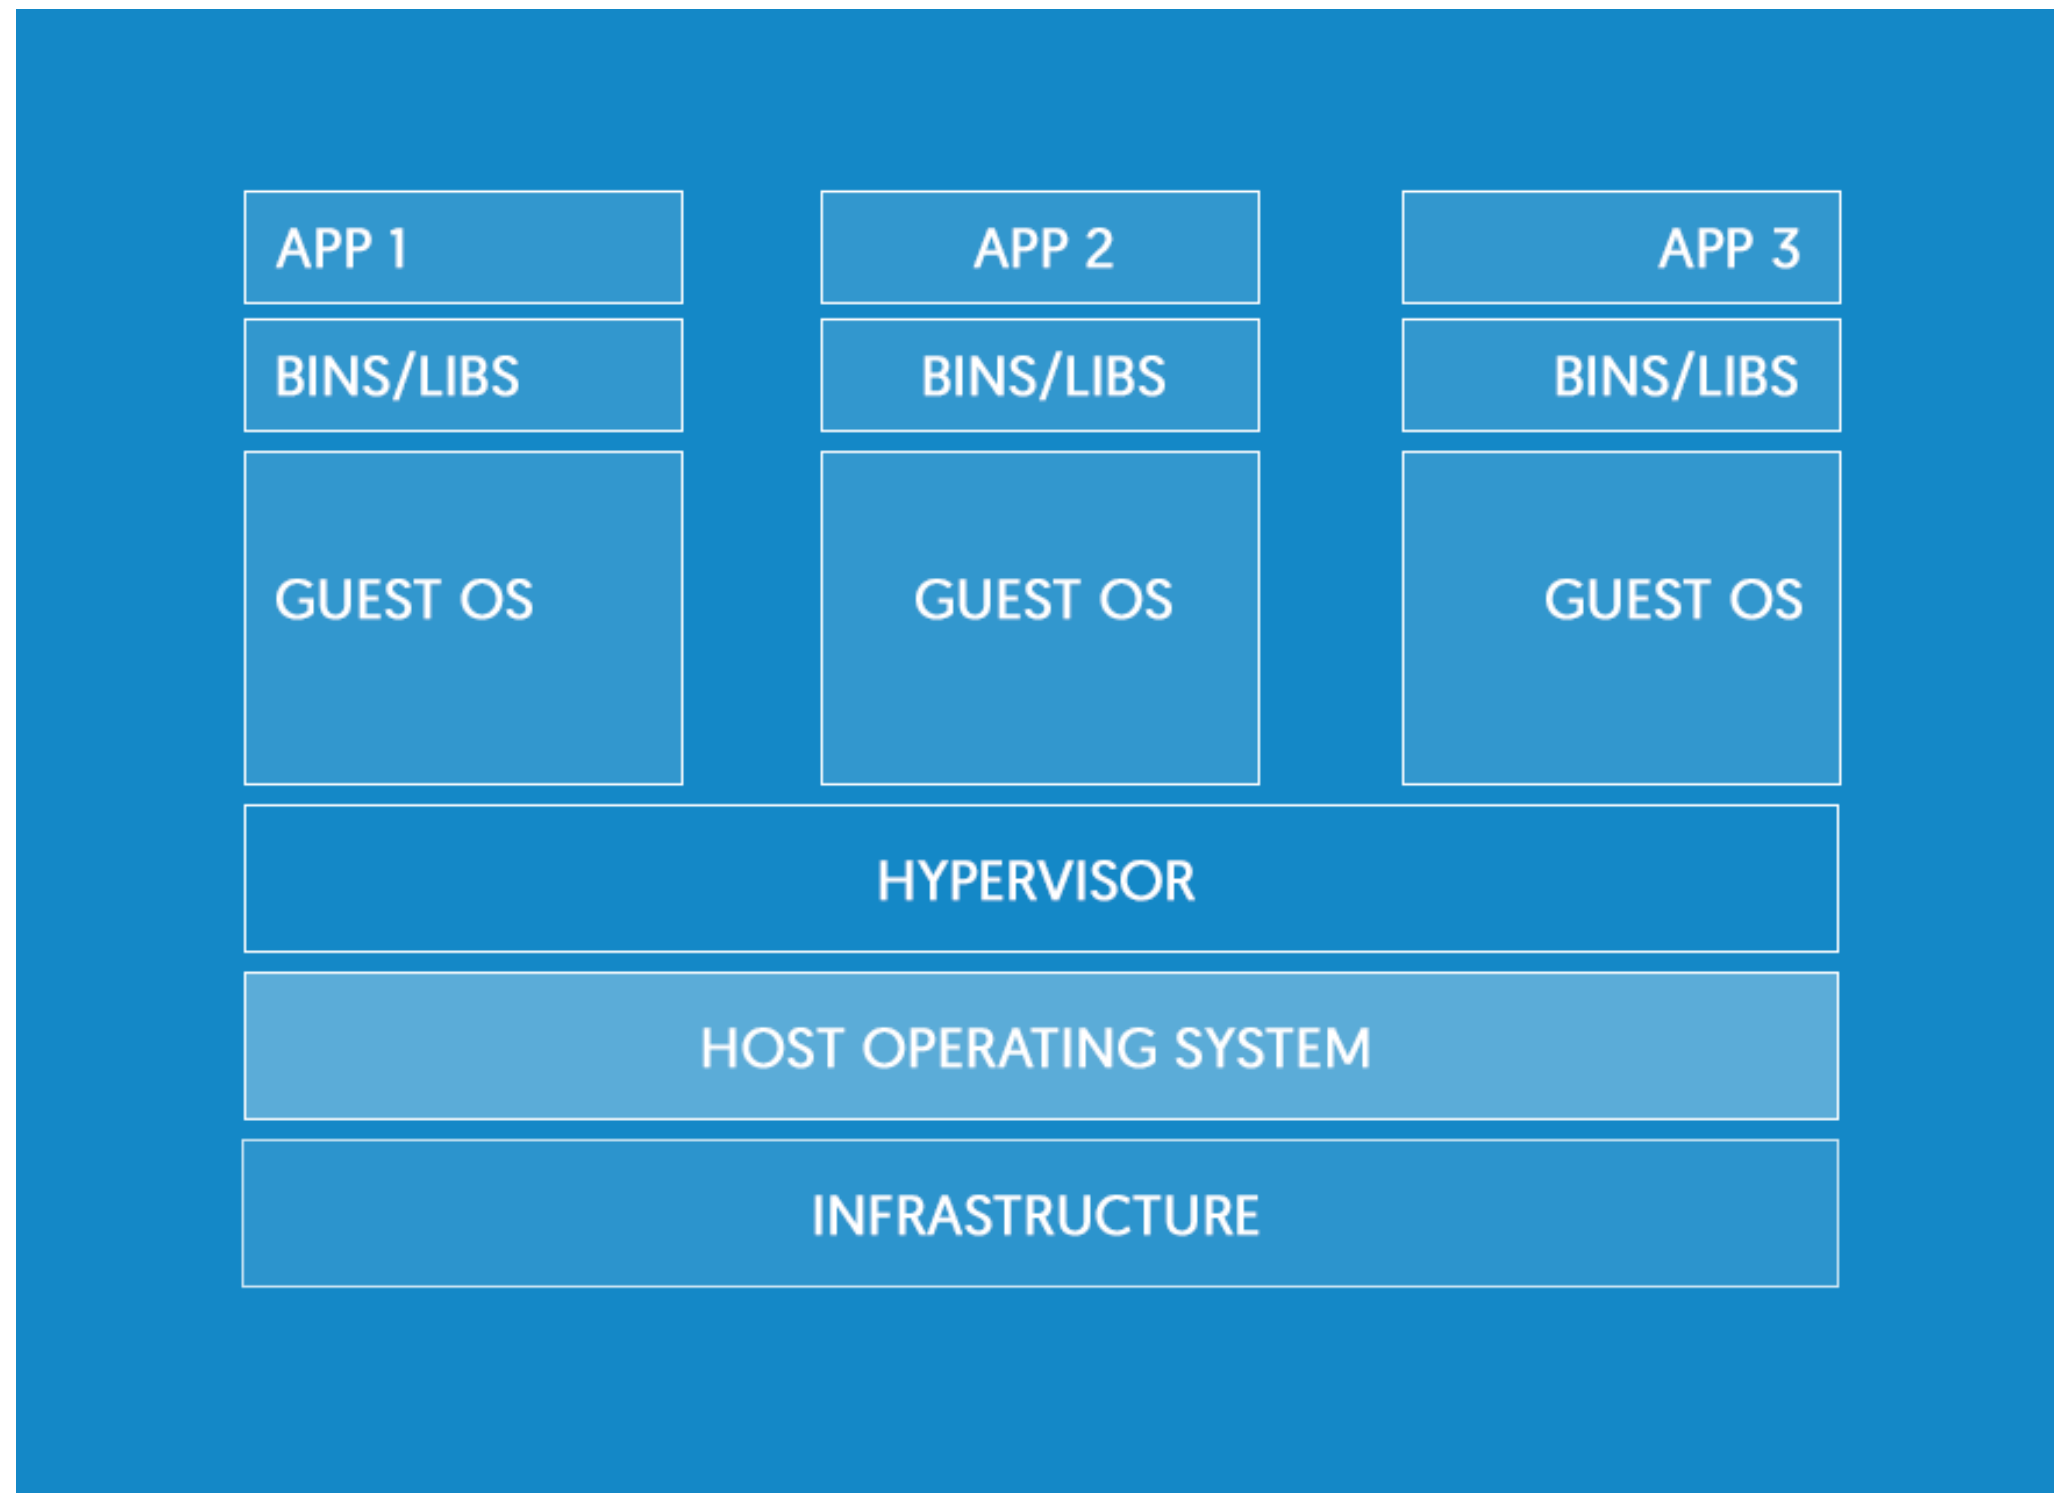 APP 1
APP 2
APP 3
BINS/LIBS
BINS/LIBS
BINS/LIBS
GUEST OS
GUEST OS
GUEST OS
HYPERVISOR
HOST OPERATING SYSTEM
INFRASTRUCTURE